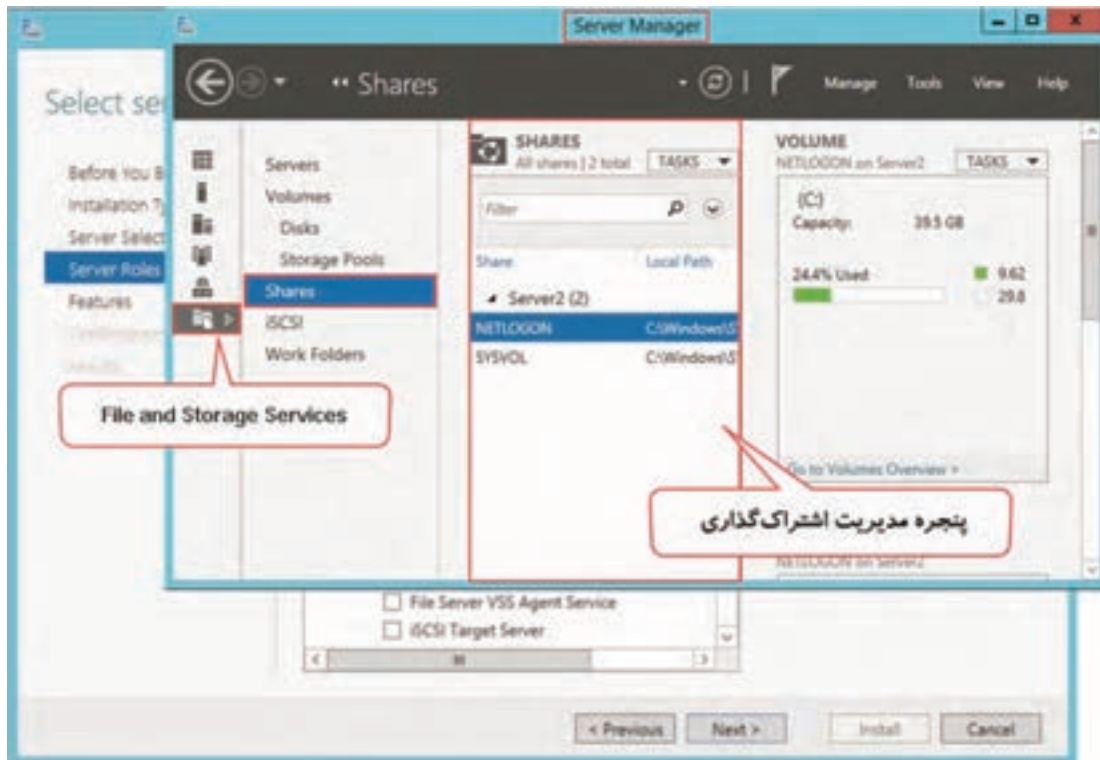 Server Manager
Shares
Manage Tools View Help
Select se
Before You B
Installation Ty
Server Select
Server Roles
Features
Servers
Volumes
Disks
Storage Pools
Shares
iSCSI
Work Folders
File and Storage Services
SHARES
All shares | 2 total
TASKS
Filter
Share Local Path
Server2 (2)
NETLOGON C:\Windows\S
SYSVOL C:\Windows\S
VOLUME
NETLOGON on Server2
TASKS
(C:)
Capacity: 39.5 GB
24.4% Used 9.62
29.8
Go to Volumes Overview >
پنجره مدیریت اشتراک‌گذاری
NETLOGON on Server2
File Server VSS Agent Service
iSCSI Target Server
< Previous Next > Install Cancel